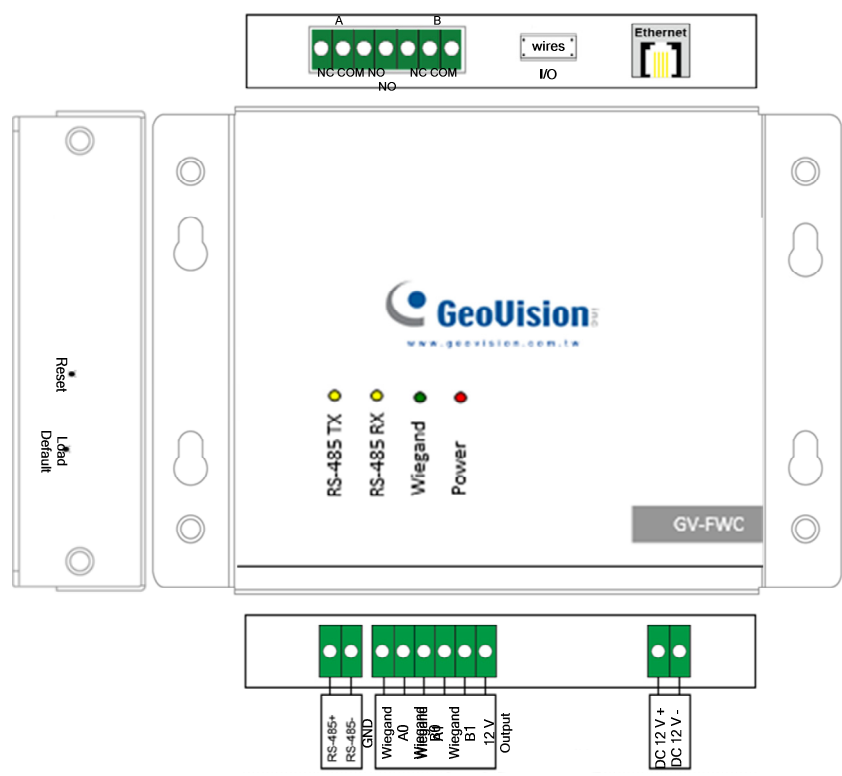 A B
NC COM NO NC COM
NO
wires
I/O
Ethernet
Reset
Load
Default
GeoVision
www.geovision.com.tw
RS-485 TX
RS-485 RX
Wiegand
Power
GV-FWC
RS-485+
RS-485-
GND
Wiegand
A0
Wiegand
Wiegand
B1
12 V
Output
DC 12 V +
DC 12 V -